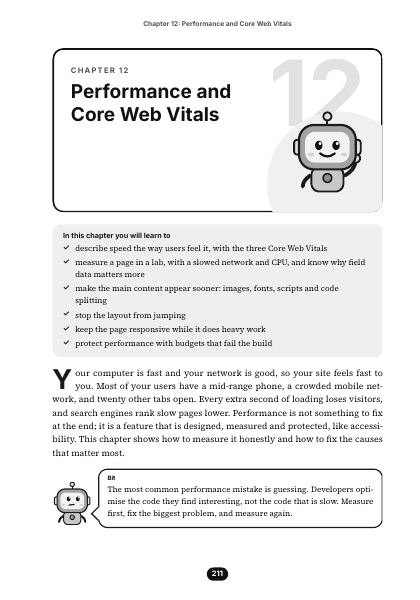 Chapter 12: Performance and Core Web Vitals
CHAPTER 12
12
Performance and
Core Web Vitals
In this chapter you will learn to
✓ describe speed the way users feel it, with the three Core Web Vitals
✓ measure a page in a lab, with a slowed network and CPU, and know why field
data matters more
✓ make the main content appear sooner: images, fonts, scripts and code
splitting
✓ stop the layout from jumping
✓ keep the page responsive while it does heavy work
✓ protect performance with budgets that fail the build
Your computer is fast and your network is good, so your site feels fast to
you. Most of your users have a mid-range phone, a crowded mobile net-
work, and twenty other tabs open. Every extra second of loading loses visitors,
and search engines rank slow pages lower. Performance is not something to fix
at the end; it is a feature that is designed, measured and protected, like accessi-
bility. This chapter shows how to measure it honestly and how to fix the causes
that matter most.
Bit
The most common performance mistake is guessing. Developers opti-
mise the code they find interesting, not the code that is slow. Measure
first, fix the biggest problem, and measure again.
211